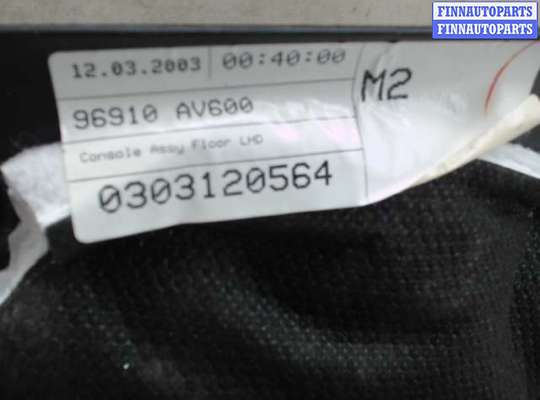 FINNAUTOPARTS
FINNAUTOPARTS
12.03.2003 00:40:00
M2
96910 AV600
Console Assy Floor LHD
0303120564